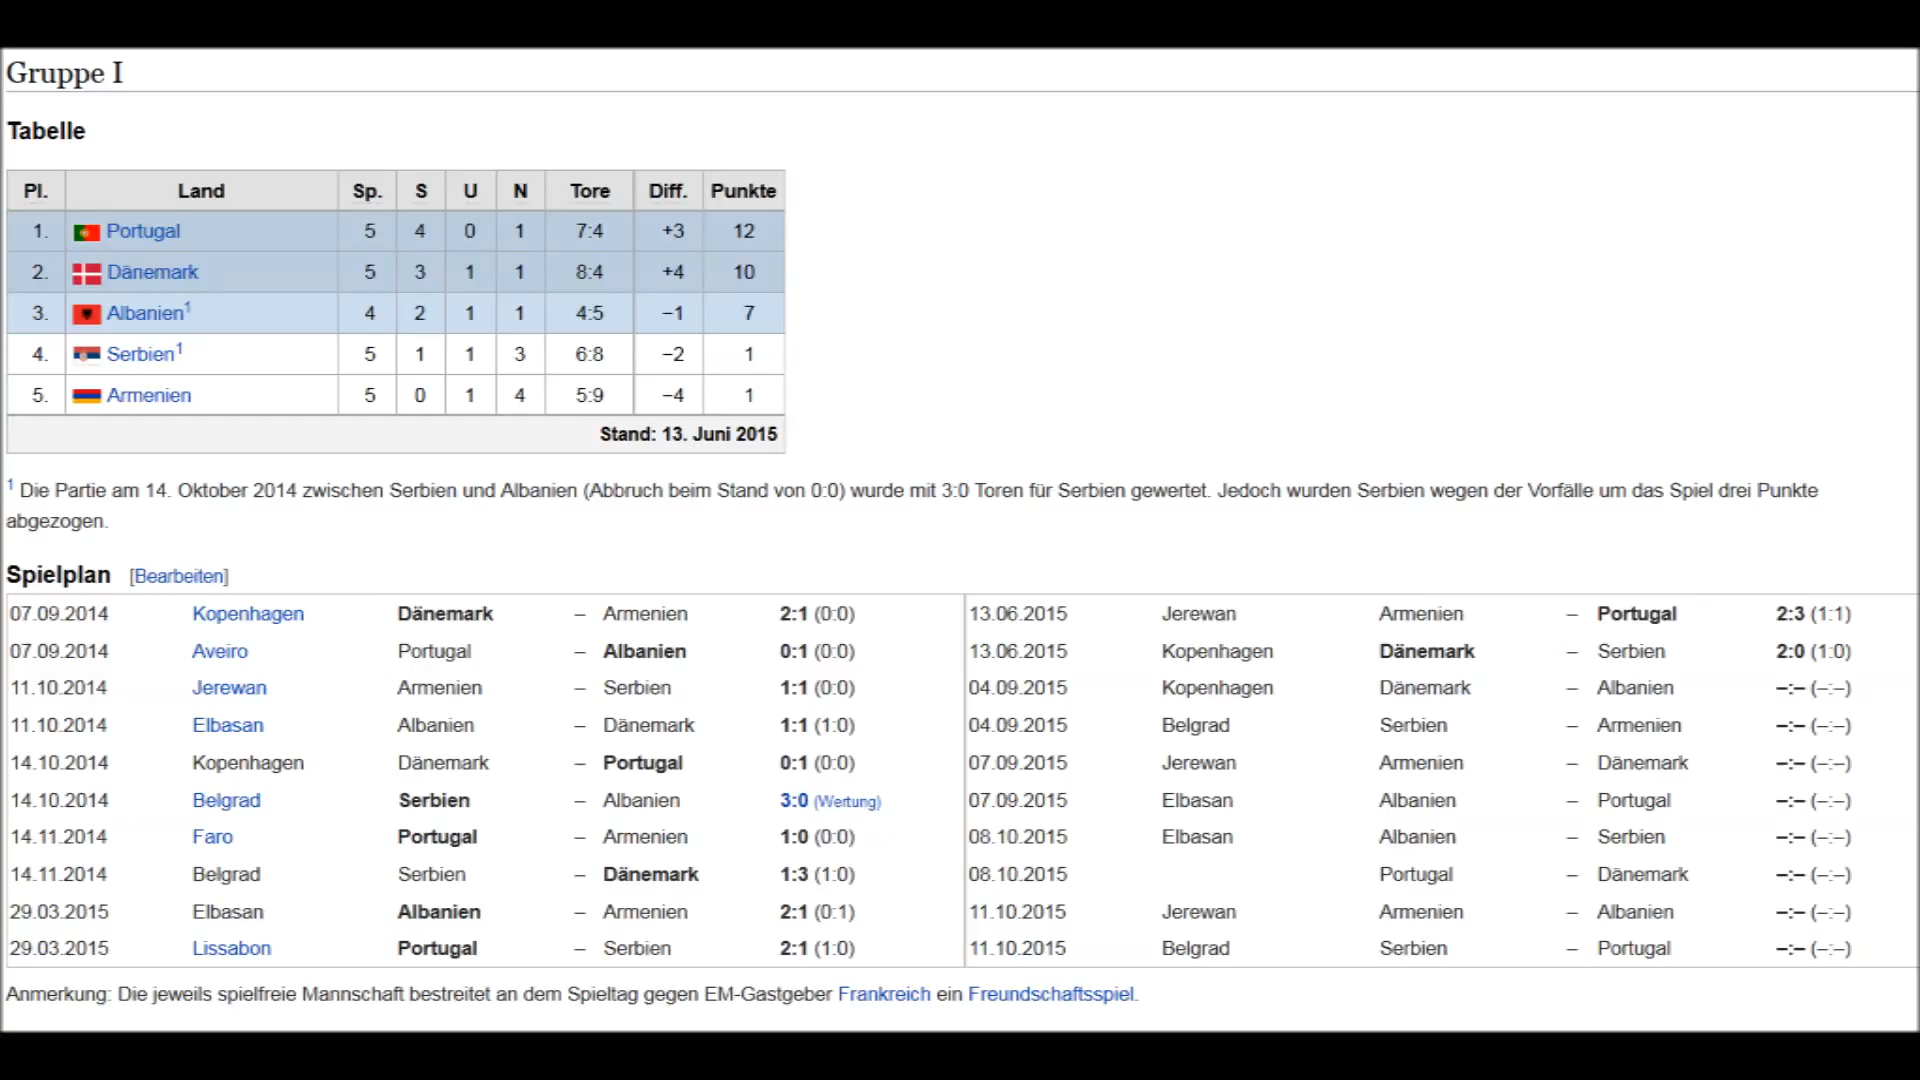 Gruppe I
Tabelle
Pl. Land Sp. S U N Tore Diff. Punkte
1. Portugal 5 4 0 1 7:4 +3 12
2. Dänemark 5 3 1 1 8:4 +4 10
3. Albanien1 4 2 1 1 4:5 −1 7
4. Serbien1 5 1 1 3 6:8 −2 1
5. Armenien 5 0 1 4 5:9 −4 1
Stand: 13. Juni 2015
1 Die Partie am 14. Oktober 2014 zwischen Serbien und Albanien (Abbruch beim Stand von 0:0) wurde mit 3:0 Toren für Serbien gewertet. Jedoch wurden Serbien wegen der Vorfälle um das Spiel drei Punkte
abgezogen.
Spielplan [Bearbeiten]
07.09.2014 Kopenhagen Dänemark – Armenien 2:1 (0:0) 13.06.2015 Jerewan Armenien – Portugal 2:3 (1:1)
07.09.2014 Aveiro Portugal – Albanien 0:1 (0:0) 13.06.2015 Kopenhagen Dänemark – Serbien 2:0 (1:0)
11.10.2014 Jerewan Armenien – Serbien 1:1 (0:0) 04.09.2015 Kopenhagen Dänemark – Albanien –:– (–:–)
11.10.2014 Elbasan Albanien – Dänemark 1:1 (1:0) 04.09.2015 Belgrad Serbien – Armenien –:– (–:–)
14.10.2014 Kopenhagen Dänemark – Portugal 0:1 (0:0) 07.09.2015 Jerewan Armenien – Dänemark –:– (–:–)
14.10.2014 Belgrad Serbien – Albanien 3:0 (Wertung) 07.09.2015 Elbasan Albanien – Portugal –:– (–:–)
14.11.2014 Faro Portugal – Armenien 1:0 (0:0) 08.10.2015 Elbasan Albanien – Serbien –:– (–:–)
14.11.2014 Belgrad Serbien – Dänemark 1:3 (1:0) 08.10.2015 Portugal – Dänemark –:– (–:–)
29.03.2015 Elbasan Albanien – Armenien 2:1 (0:1) 11.10.2015 Jerewan Armenien – Albanien –:– (–:–)
29.03.2015 Lissabon Portugal – Serbien 2:1 (1:0) 11.10.2015 Belgrad Serbien – Portugal –:– (–:–)
Anmerkung: Die jeweils spielfreie Mannschaft bestreitet an dem Spieltag gegen EM-Gastgeber Frankreich ein Freundschaftsspiel.